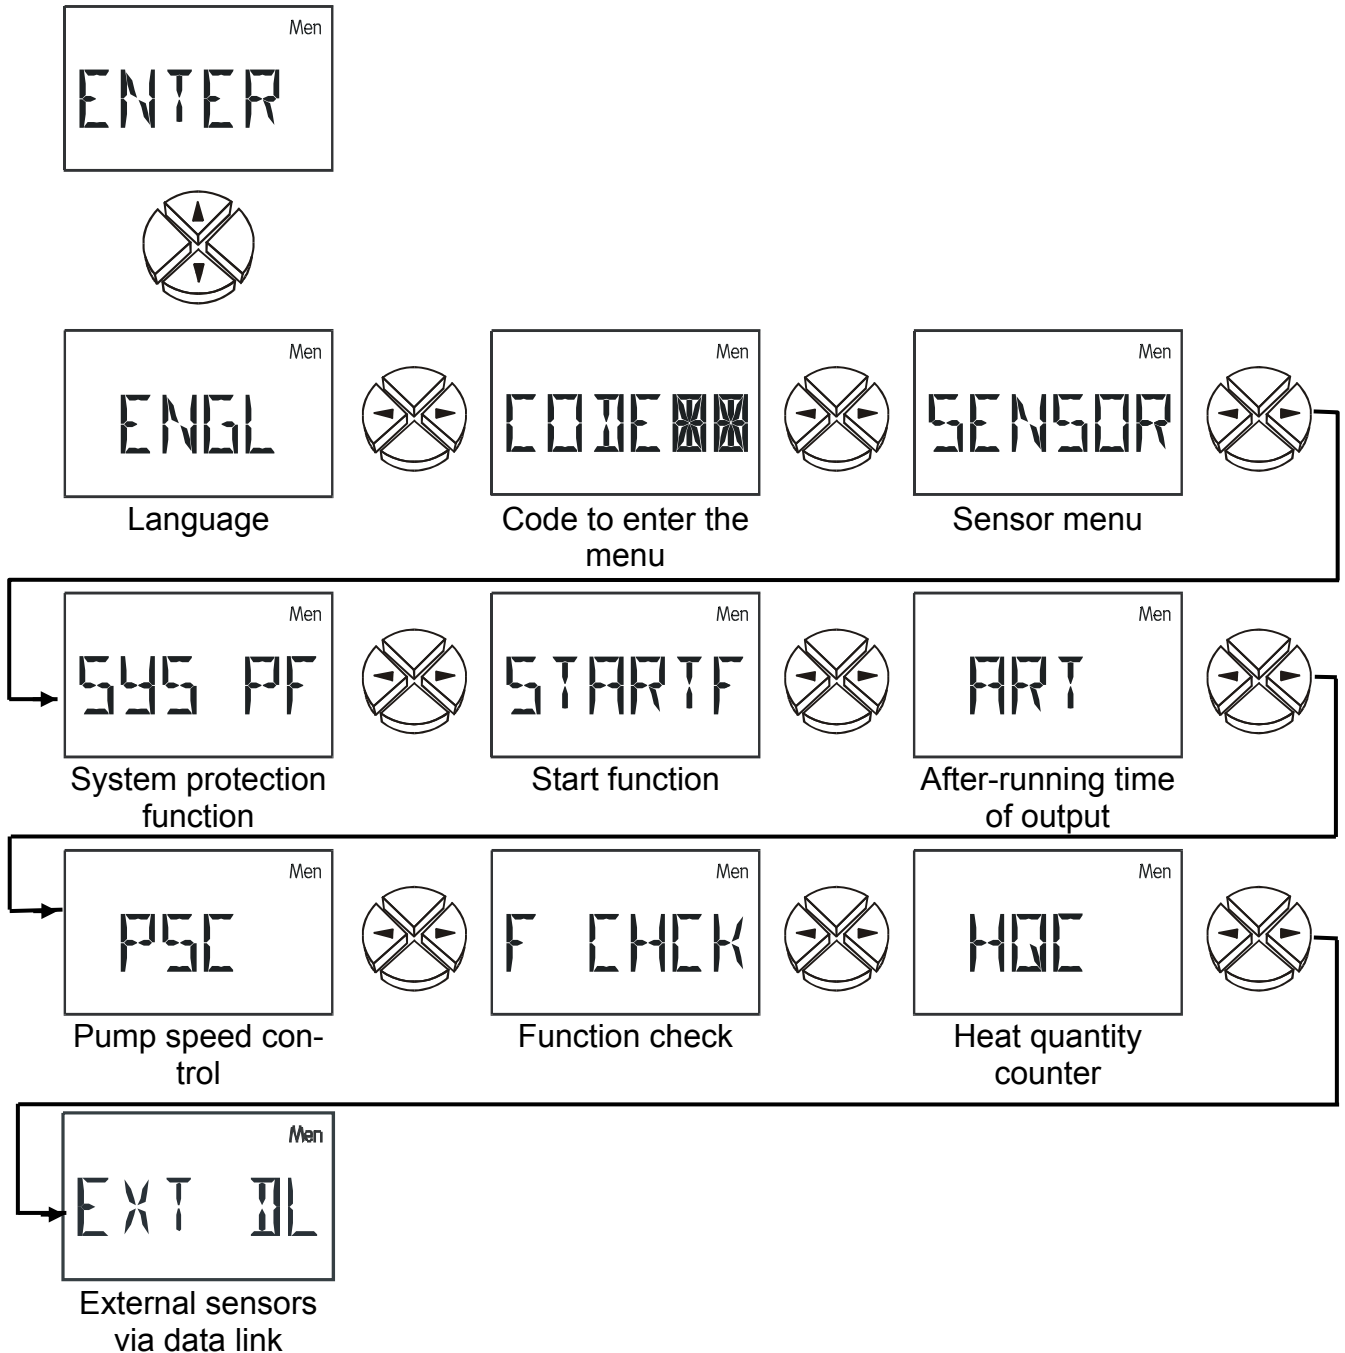 Men
ENTER
Men
ENGL
Men
CODE
Men
SENSOR
Language
Code to enter the
menu
Sensor menu
Men
SYS PF
Men
STARTF
Men
ART
System protection
function
Start function
After-running time
of output
Men
PSC
Men
F CHCK
Men
HQC
Pump speed con-
trol
Function check
Heat quantity
counter
Men
EXT DL
External sensors
via data link